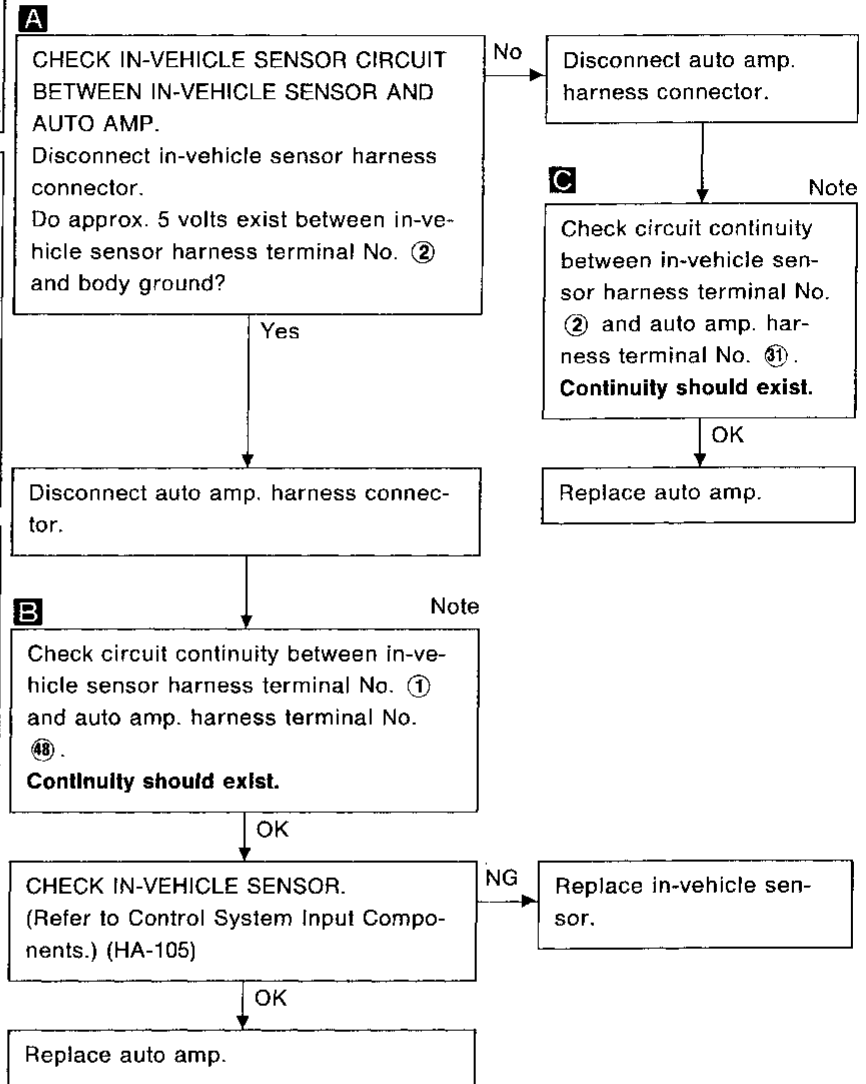 A
CHECK IN-VEHICLE SENSOR CIRCUIT
BETWEEN IN-VEHICLE SENSOR AND
AUTO AMP.
Disconnect in-vehicle sensor harness
connector.
Do approx. 5 volts exist between in-ve-
hicle sensor harness terminal No. ②
and body ground?
No
Disconnect auto amp.
harness connector.
C
Note
Check circuit continuity
between in-vehicle sen-
sor harness terminal No.
② and auto amp. har-
ness terminal No. ㉛.
Continuity should exist.
OK
Replace auto amp.
Yes
Disconnect auto amp. harness connec-
tor.
B
Note
Check circuit continuity between in-ve-
hicle sensor harness terminal No. ①
and auto amp. harness terminal No.
㊽.
Continuity should exist.
OK
CHECK IN-VEHICLE SENSOR.
(Refer to Control System Input Compo-
nents.) (HA-105)
NG
Replace in-vehicle sen-
sor.
OK
Replace auto amp.